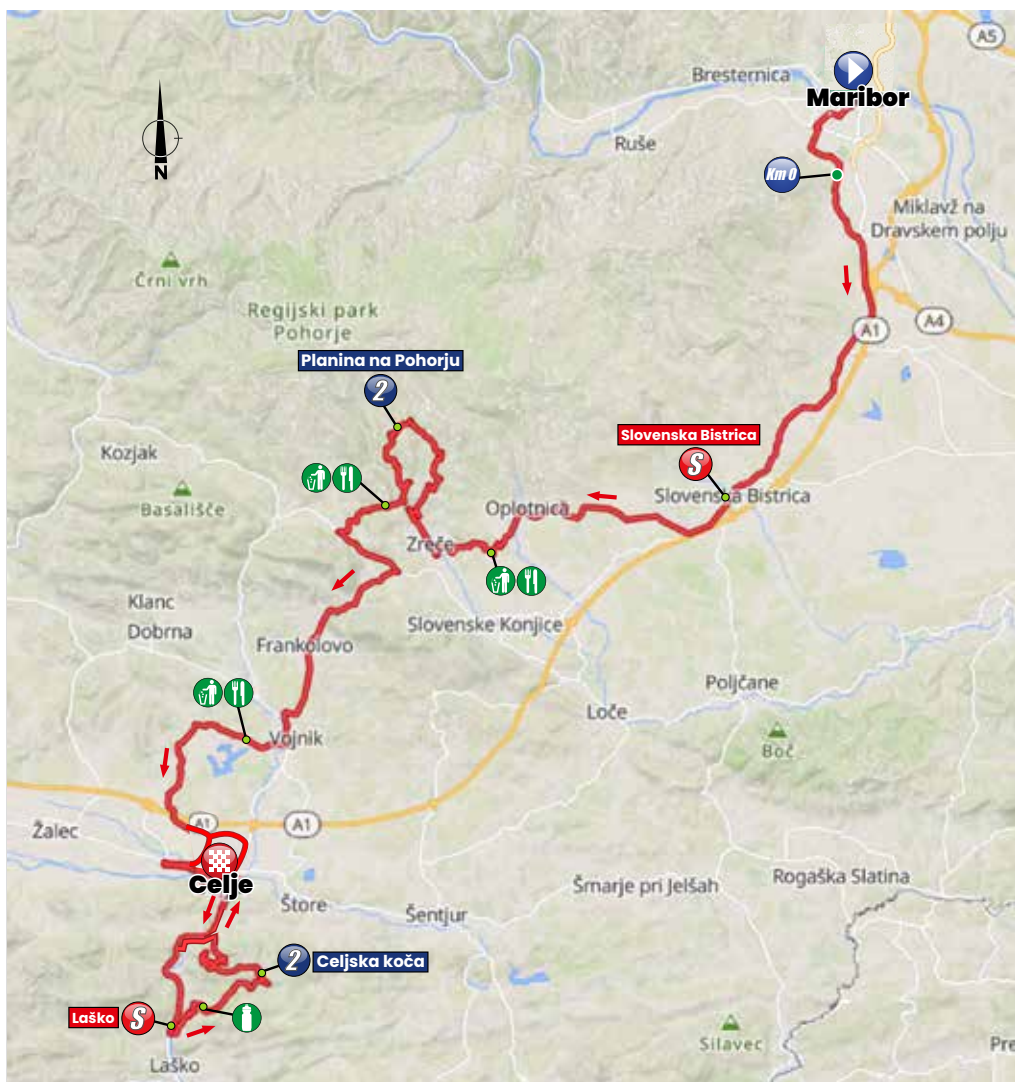 A5
Bresternica
Maribor
Ruše
N
Km 0
Miklavž na
Dravskem polju
Črni vrh
Regijski park
Pohorje
A1
A4
Planina na Pohorju
2
Slovenska Bistrica
S
Kozjak
Basališče
Slovenska Bistrica
Oplotnica
Zreče
Klanc
Dobrna
Slovenske Konjice
Frankolovo
Poljčane
Loče
Vojnik
Boč
A1
A1
Žalec
Celje
Šmarje pri Jelšah
Rogaška Slatina
Štore
Šentjur
2
Celjska koča
Laško
S
Silavec
Pre
Laško